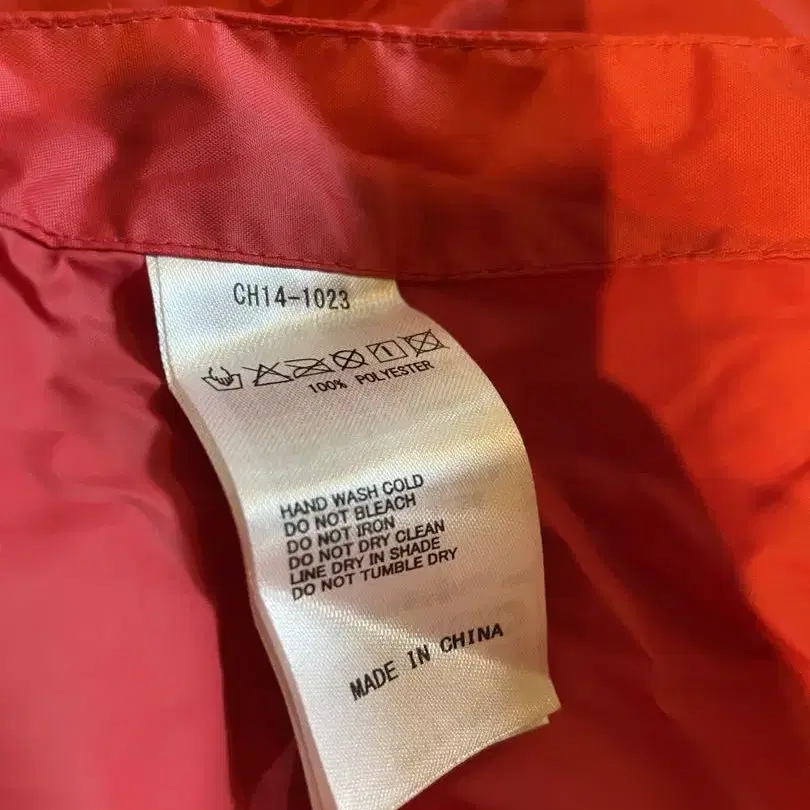 CH14-1023
100% POLYESTER
HAND WASH COLD
DO NOT BLEACH
DO NOT IRON
DO NOT DRY CLEAN
LINE DRY IN SHADE
DO NOT TUMBLE DRY
MADE IN CHINA